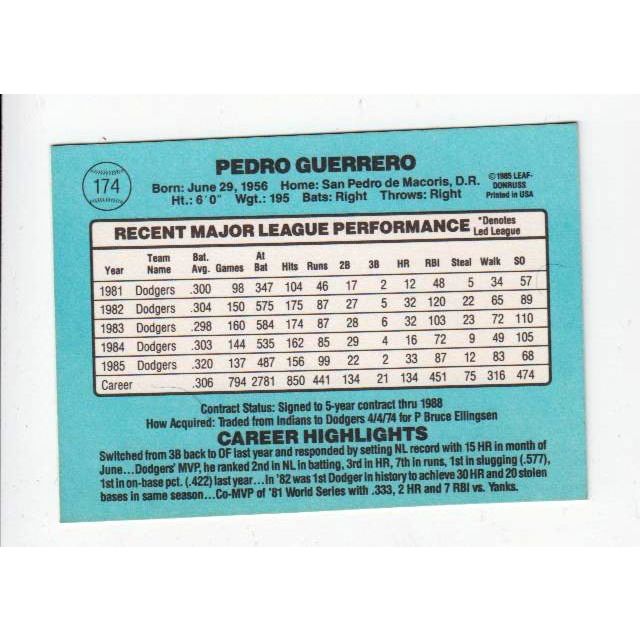 PEDRO GUERRERO
174
Born: June 29, 1956 Home: San Pedro de Macoris, D.R.
Ht.: 6'0" Wgt.: 195 Bats: Right Throws: Right
©1985 LEAF-
DONRUSS
Printed in USA
RECENT MAJOR LEAGUE PERFORMANCE *Denotes Led League
Year Team Name Bat. Avg. Games At Bat Hits Runs 2B 3B HR RBI Steal Walk SO
1981 Dodgers .300 98 347 104 46 17 2 12 48 5 34 57
1982 Dodgers .304 150 575 175 87 27 5 32 120 22 65 89
1983 Dodgers .298 160 584 174 87 28 6 32 103 23 72 110
1984 Dodgers .303 144 535 162 85 29 4 16 72 9 49 105
1985 Dodgers .320 137 487 156 99 22 2 33 87 12 83 68
Career .306 794 2781 850 441 134 21 134 451 75 316 474
Contract Status: Signed to 5-year contract thru 1988
How Acquired: Traded from Indians to Dodgers 4/4/74 for P Bruce Ellingsen
CAREER HIGHLIGHTS
Switched from 3B back to OF last year and responded by setting NL record with 15 HR in month of
June...Dodgers' MVP, he ranked 2nd in NL in batting, 3rd in HR, 7th in runs, 1st in slugging (.577),
1st in on-base pct. (.422) last year...In '82 was 1st Dodger in history to achieve 30 HR and 20 stolen
bases in same season...Co-MVP of '81 World Series with .333, 2 HR and 7 RBI vs. Yanks.